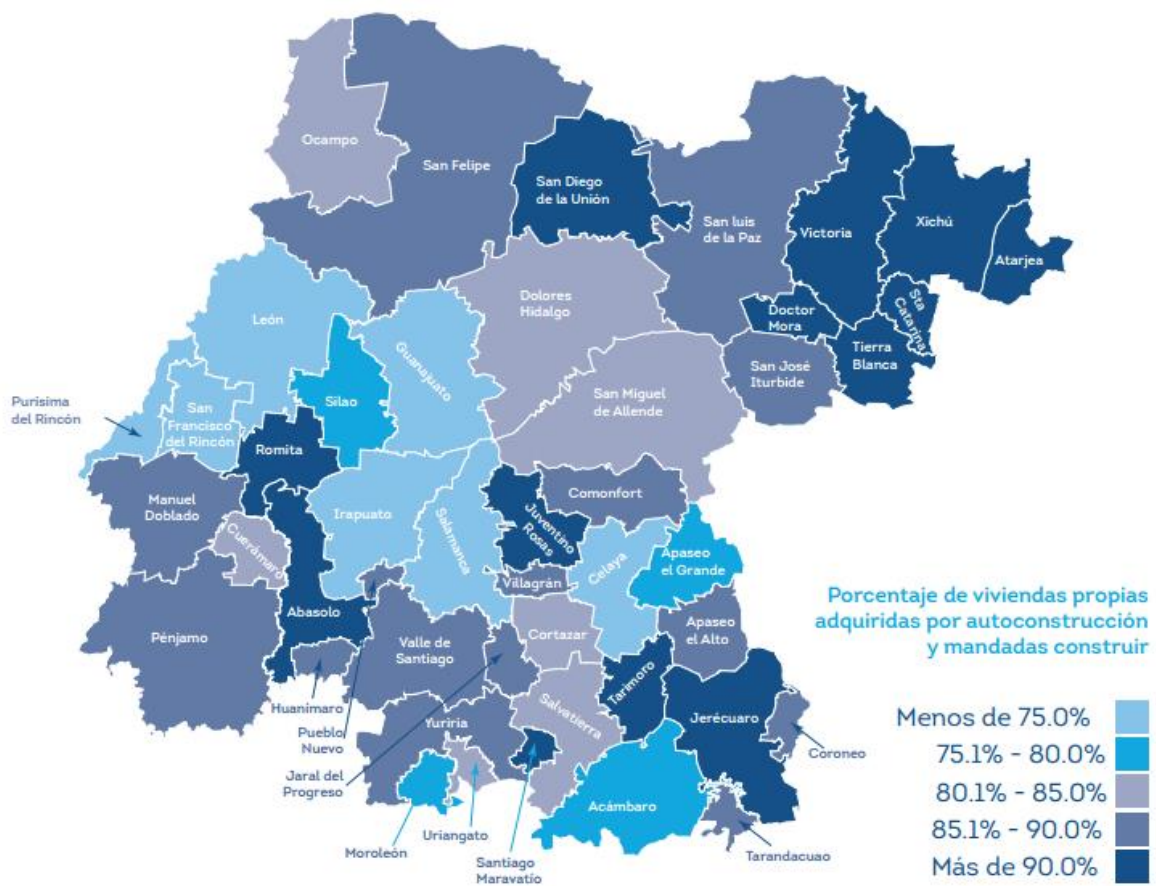 Ocampo
San Felipe
San Diego
de la Unión
San luis
de la Paz
Victoria
Xichú
Atarjea
Sta
Catarina
Doctor
Mora
Tierra
Blanca
San José
Iturbide
Dolores
Hidalgo
San Miguel
de Allende
León
Guanajuato
Silao
Purísima
del Rincón
San
Francisco
del Rincón
Romita
Manuel
Doblado
Cuerámaro
Irapuato
Salamanca
Juventino
Rosas
Comonfort
Celaya
Apaseo
el Grande
Villagrán
Abasolo
Pénjamo
Valle de
Santiago
Cortazar
Apaseo
el Alto
Tarimoro
Jerécuaro
Coroneo
Huanímaro
Pueblo
Nuevo
Jaral del
Progreso
Yuriria
Salvatierra
Acámbaro
Moroleón
Uriangato
Santiago
Maravatío
Tarandacuao
Porcentaje de viviendas propias
adquiridas por autoconstrucción
y mandadas construir
Menos de 75.0%
75.1% - 80.0%
80.1% - 85.0%
85.1% - 90.0%
Más de 90.0%